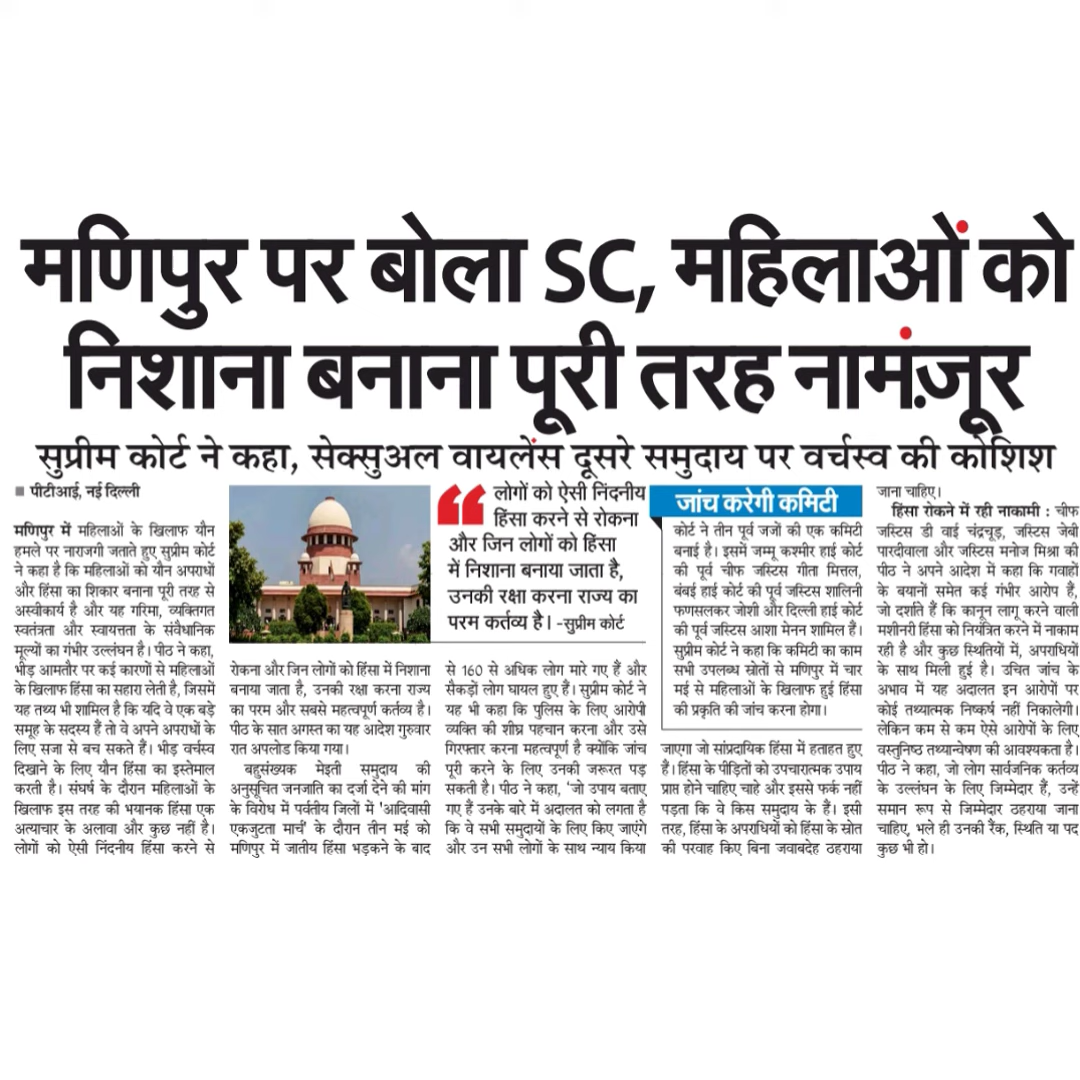 मणिपुर पर बोला SC, महिलाओं को
निशाना बनाना पूरी तरह नामंज़ूर
सुप्रीम कोर्ट ने कहा, सेक्सुअल वायलेंस दूसरे समुदाय पर वर्चस्व की कोशिश
■ पीटीआई, नई दिल्ली
मणिपुर में महिलाओं के खिलाफ यौन
हमले पर नाराजगी जताते हुए सुप्रीम कोर्ट
ने कहा है कि महिलाओं को यौन अपराधों
और हिंसा का शिकार बनाना पूरी तरह से
अस्वीकार्य है और यह गरिमा, व्यक्तिगत
स्वतंत्रता और स्वायत्तता के संवैधानिक
मूल्यों का गंभीर उल्लंघन है। पीठ ने कहा,
भीड़ आमतौर पर कई कारणों से महिलाओं
के खिलाफ हिंसा का सहारा लेती है, जिसमें
यह तथ्य भी शामिल है कि यदि वे एक बड़े
समूह के सदस्य हैं तो वे अपने अपराधों के
लिए सजा से बच सकते हैं। भीड़ वर्चस्व
दिखाने के लिए यौन हिंसा का इस्तेमाल
करती है। संघर्ष के दौरान महिलाओं के
खिलाफ इस तरह की भयानक हिंसा एक
अत्याचार के अलावा और कुछ नहीं है।
लोगों को ऐसी निंदनीय हिंसा करने से
रोकना और जिन लोगों को हिंसा में निशाना
बनाया जाता है, उनकी रक्षा करना राज्य
का परम और सबसे महत्वपूर्ण कर्तव्य है।
पीठ के सात अगस्त का यह आदेश गुरुवार
रात अपलोड किया गया।
बहुसंख्यक मेइती समुदाय की
अनुसूचित जनजाति का दर्जा देने की मांग
के विरोध में पर्वतीय जिलों में 'आदिवासी
एकजुटता मार्च' के दौरान तीन मई को
मणिपुर में जातीय हिंसा भड़कने के बाद
“ लोगों को ऐसी निंदनीय
हिंसा करने से रोकना
और जिन लोगों को हिंसा
में निशाना बनाया जाता है,
उनकी रक्षा करना राज्य का
परम कर्तव्य है। -सुप्रीम कोर्ट
से 160 से अधिक लोग मारे गए हैं और
सैकड़ों लोग घायल हुए हैं। सुप्रीम कोर्ट ने
यह भी कहा कि पुलिस के लिए आरोपी
व्यक्ति की शीघ्र पहचान करना और उसे
गिरफ्तार करना महत्वपूर्ण है क्योंकि जांच
पूरी करने के लिए उनकी जरूरत पड़
सकती है। पीठ ने कहा, 'जो उपाय बताए
गए हैं उनके बारे में अदालत को लगता है
कि वे सभी समुदायों के लिए किए जाएंगे
और उन सभी लोगों के साथ न्याय किया
जांच करेगी कमिटी
कोर्ट ने तीन पूर्व जजों की एक कमिटी
बनाई है। इसमें जम्मू कश्मीर हाई कोर्ट
की पूर्व चीफ जस्टिस गीता मित्तल,
बंबई हाई कोर्ट की पूर्व जस्टिस शालिनी
फणसलकर जोशी और दिल्ली हाई कोर्ट
की पूर्व जस्टिस आशा मेनन शामिल हैं।
सुप्रीम कोर्ट ने कहा कि कमिटी का काम
सभी उपलब्ध स्रोतों से मणिपुर में चार
मई से महिलाओं के खिलाफ हुई हिंसा
की प्रकृति की जांच करना होगा।
जाएगा जो सांप्रदायिक हिंसा में हताहत हुए
हैं। हिंसा के पीड़ितों को उपचारात्मक उपाय
प्राप्त होने चाहिए चाहे और इससे फर्क नहीं
पड़ता कि वे किस समुदाय के हैं। इसी
तरह, हिंसा के अपराधियों को हिंसा के स्रोत
की परवाह किए बिना जवाबदेह ठहराया
जाना चाहिए।
हिंसा रोकने में रही नाकामी : चीफ
जस्टिस डी वाई चंद्रचूड़, जस्टिस जेबी
पारदीवाला और जस्टिस मनोज मिश्रा की
पीठ ने अपने आदेश में कहा कि गवाहों
के बयानों समेत कई गंभीर आरोप हैं,
जो दर्शाते हैं कि कानून लागू करने वाली
मशीनरी हिंसा को नियंत्रित करने में नाकाम
रही है और कुछ स्थितियों में, अपराधियों
के साथ मिली हुई है। उचित जांच के
अभाव में यह अदालत इन आरोपों पर
कोई तथ्यात्मक निष्कर्ष नहीं निकालेगी।
लेकिन कम से कम ऐसे आरोपों के लिए
वस्तुनिष्ठ तथ्यान्वेषण की आवश्यकता है।
पीठ ने कहा, जो लोग सार्वजनिक कर्तव्य
के उल्लंघन के लिए जिम्मेदार हैं, उन्हें
समान रूप से जिम्मेदार ठहराया जाना
चाहिए, भले ही उनकी रैंक, स्थिति या पद
कुछ भी हो।